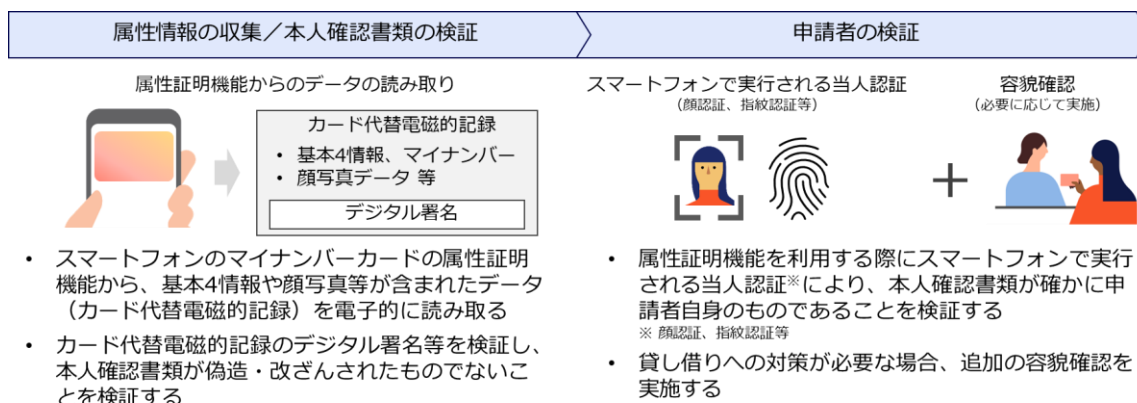 属性情報の収集／本人確認書類の検証
申請者の検証
属性証明機能からのデータの読み取り
カード代替電磁的記録
• 基本4情報、マイナンバー
• 顔写真データ 等
デジタル署名
• スマートフォンのマイナンバーカードの属性証明
機能から、基本4情報や顔写真等が含まれたデータ
（カード代替電磁的記録）を電子的に読み取る
• カード代替電磁的記録のデジタル署名等を検証し、
本人確認書類が偽造・改ざんされたものでないこ
とを検証する
スマートフォンで実行される当人認証
（顔認証、指紋認証等）
容貌確認
（必要に応じて実施）
• 属性証明機能を利用する際にスマートフォンで実行
される当人認証※により、本人確認書類が確かに申
請者自身のものであることを検証する
※ 顔認証、指紋認証等
• 貸し借りへの対策が必要な場合、追加の容貌確認を
実施する